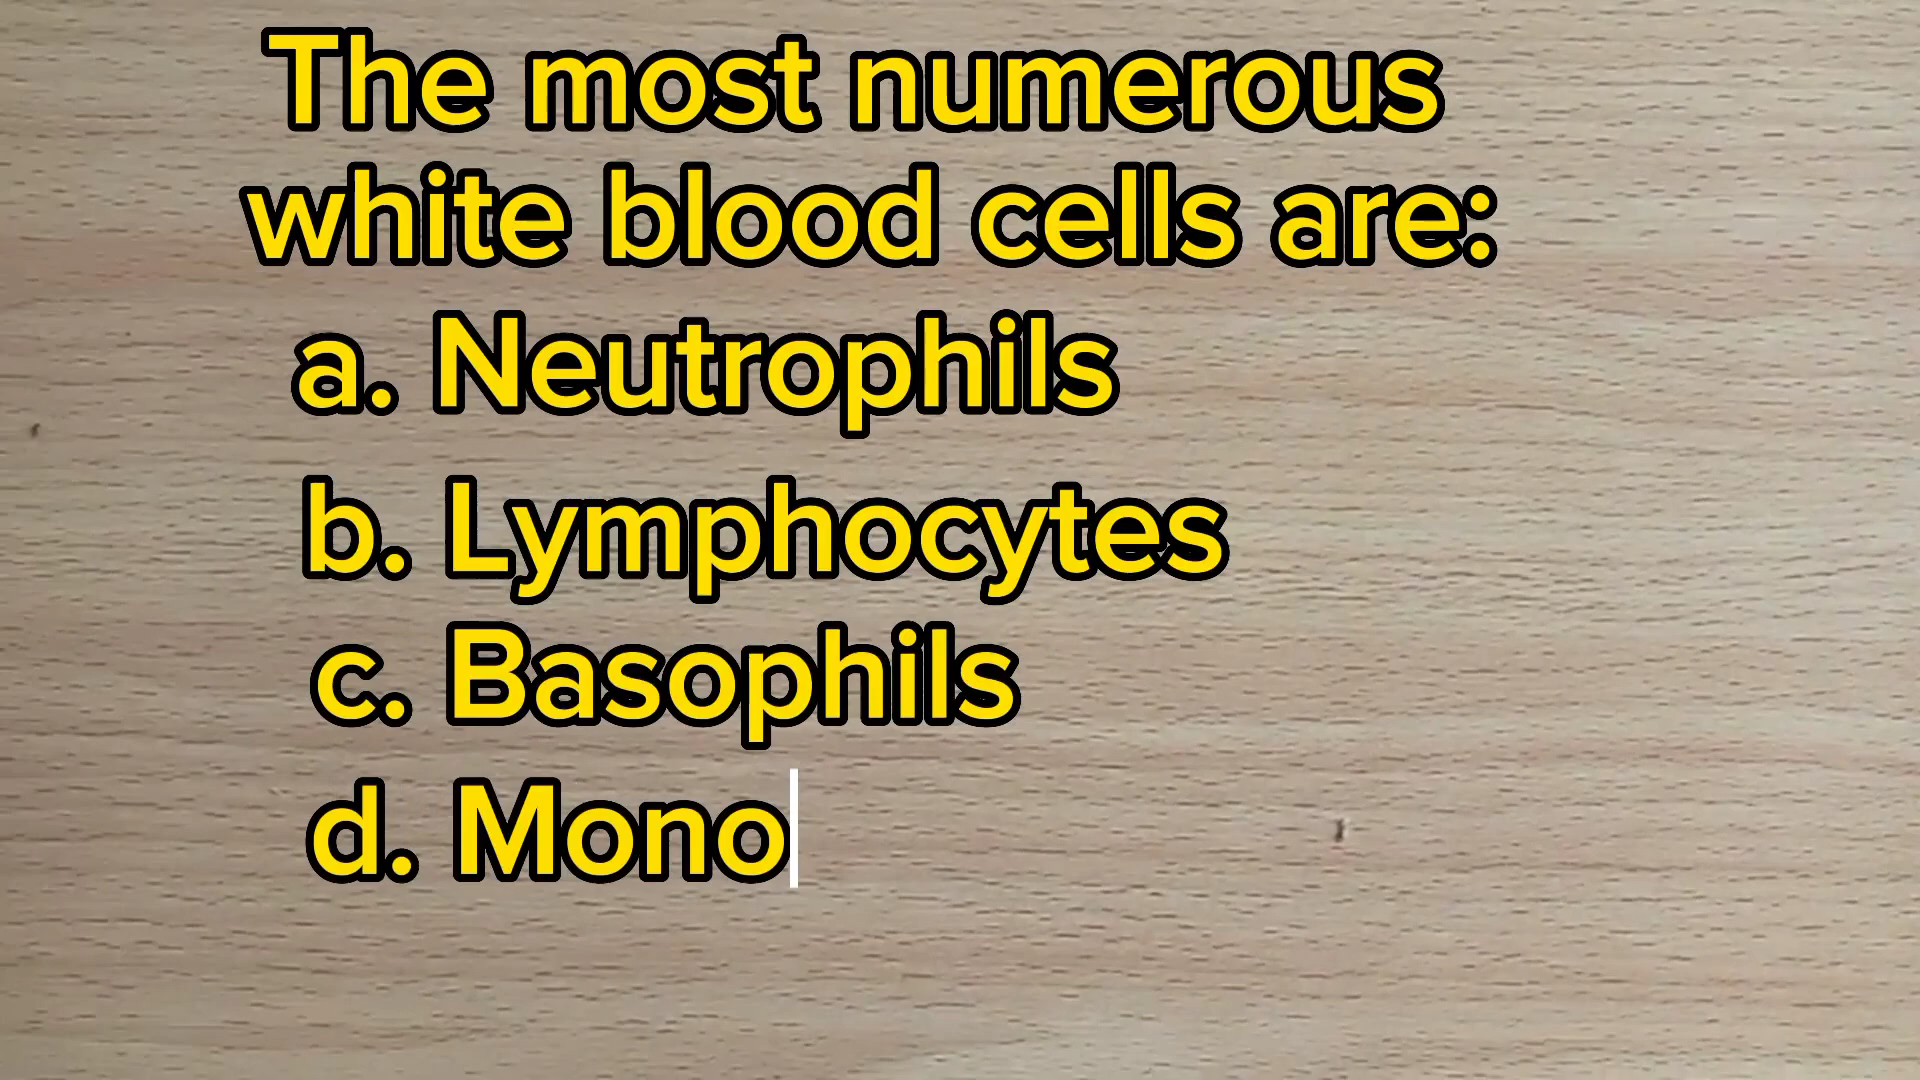 The most numerous
white blood cells are:
a. Neutrophils
b. Lymphocytes
c. Basophils
d. Mono